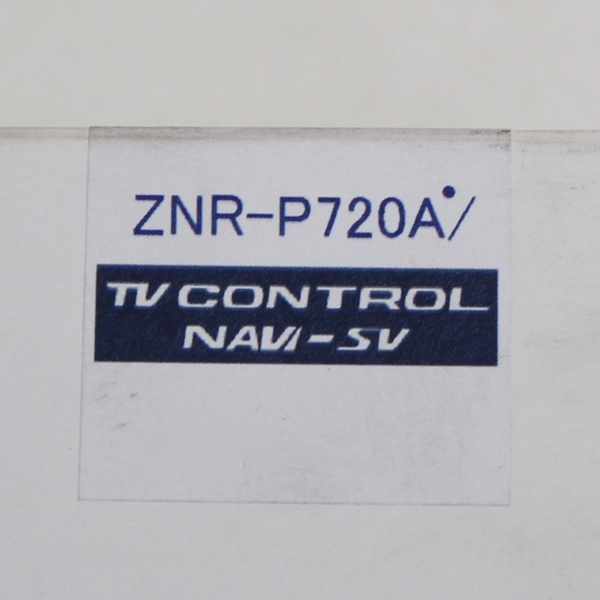 ZNR-P720A•/
TV CONTROL
NAVI-SV